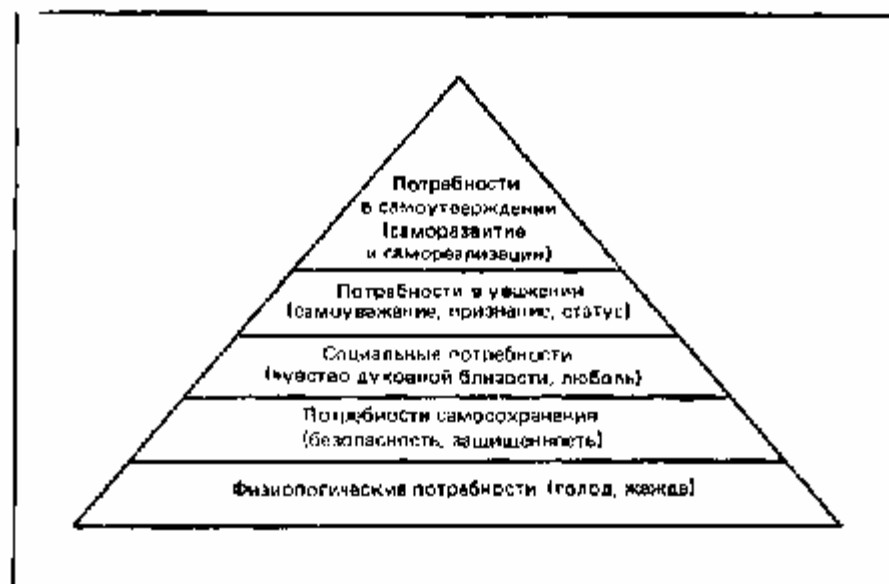 Потребности
в самоутверждении
(саморазвитие
и самореализации)
Потребности в уважении
(самоуважение, признание, статус)
Социальные потребности
(чувство духовной близости, любовь)
Потребности самосохранения
(безопасность, защищенность)
Физиологические потребности (голод, жажда)